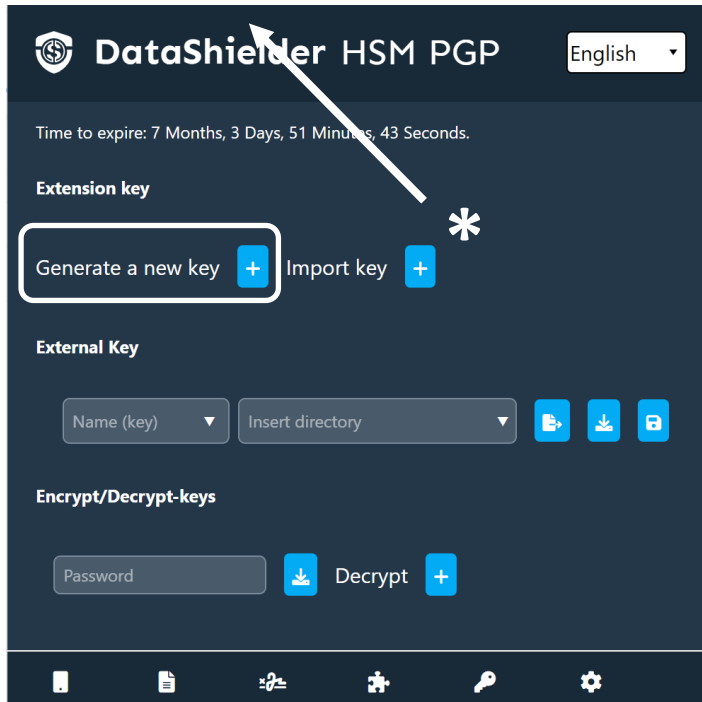 DataShielder HSM PGP
English
Time to expire: 7 Months, 3 Days, 51 Minutes, 43 Seconds.
Extension key
Generate a new key + Import key +
External Key
Name (key) Insert directory
Encrypt/Decrypt-keys
Password Decrypt +